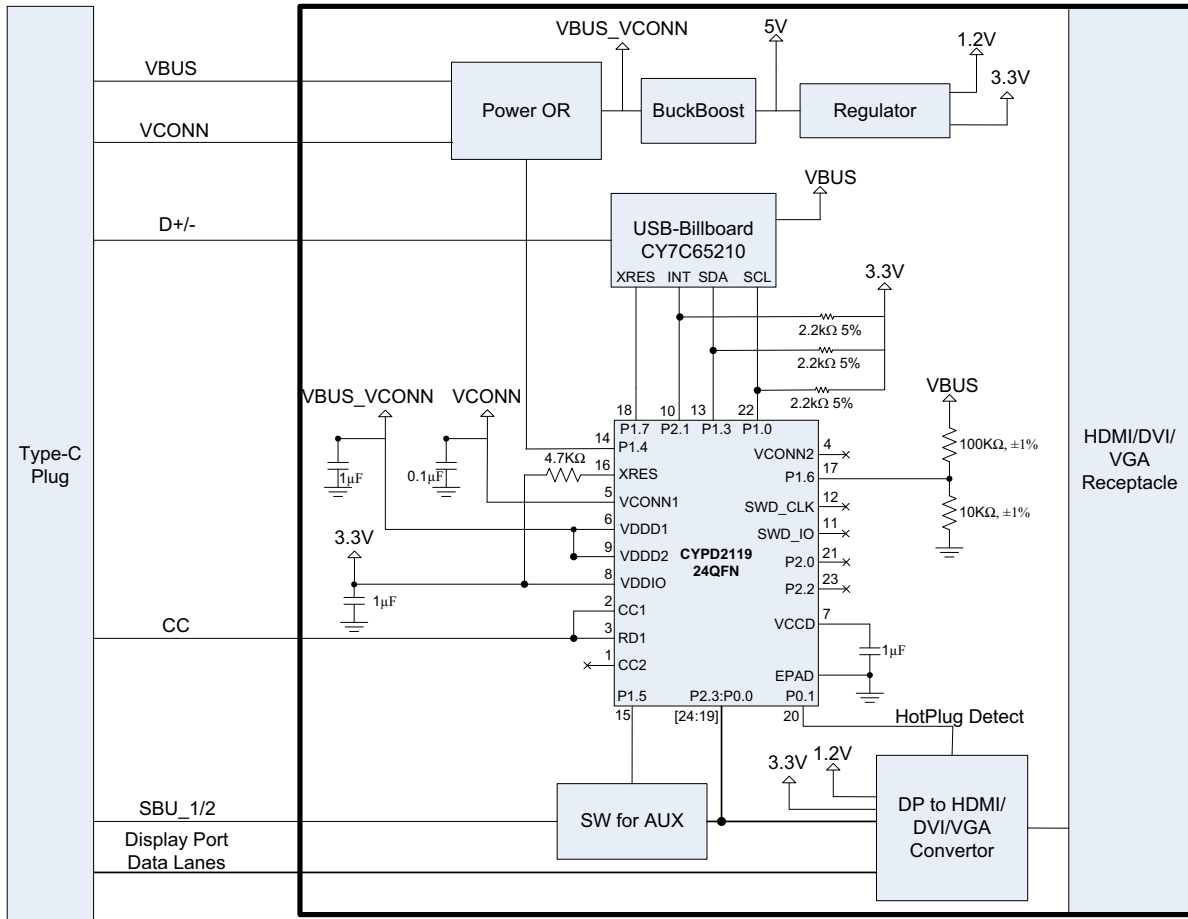 VBUS_VCONN
5V
1.2V
3.3V
VBUS
Power OR
BuckBoost
Regulator
VCONN
VBUS
D+/-
USB-Billboard
CY7C65210
XRES INT SDA SCL
3.3V
2.2kΩ 5%
2.2kΩ 5%
2.2kΩ 5%
VBUS_VCONN
VCONN
VBUS
18 10 13 22
P1.7 P2.1 P1.3 P1.0
Type-C
Plug
HDMI/DVI/
VGA
Receptacle
1µF
0.1µF
4.7KΩ
14 P1.4
16 XRES
5 VCONN1
6 VDDD1
9 VDDD2
8 VDDIO
2 CC1
3 RD1
1 CC2
CYPD2119
24QFN
VCONN2 4
P1.6 17
SWD_CLK 12
SWD_IO 11
P2.0 21
P2.2 23
VCCD 7
EPAD
100KΩ, ±1%
10KΩ, ±1%
3.3V
1µF
1µF
CC
P1.5 P2.3:P0.0 P0.1
15 [24:19] 20
HotPlug Detect
3.3V
1.2V
SBU_1/2
SW for AUX
DP to HDMI/
DVI/VGA
Convertor
Display Port
Data Lanes